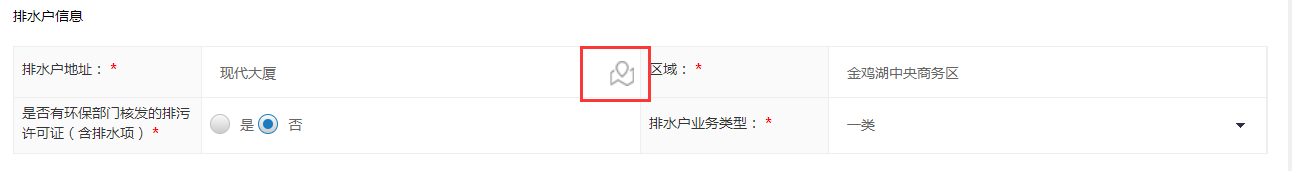 排水户信息
排水户地址： * 现代大厦 区域： * 金鸡湖中央商务区
是否有环保部门核发的排污
许可证（含排水项） * 是 否 排水户业务类型： * 一类